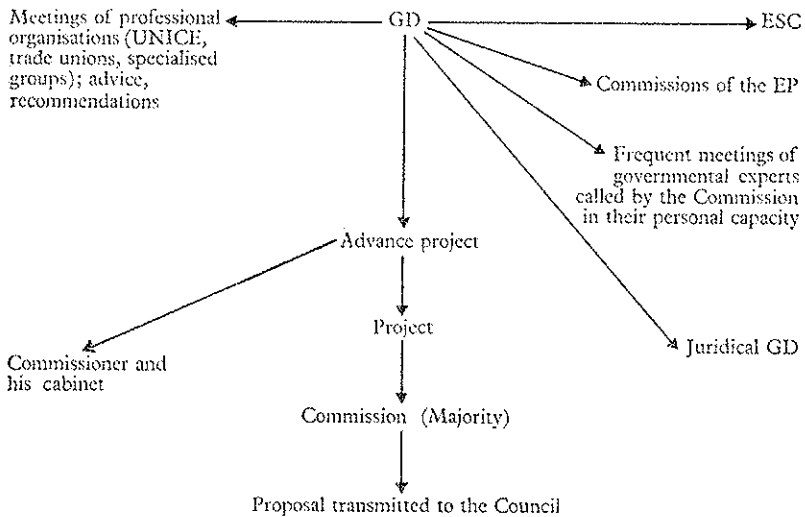 Meetings of professional
organisations (UNICE,
trade unions, specialised
groups); advice,
recommendations
GD
ESC
Commissions of the EP
Frequent meetings of
governmental experts
called by the Commission
in their personal capacity
Advance project
Project
Juridical GD
Commissioner and
his cabinet
Commission (Majority)
Proposal transmitted to the Council